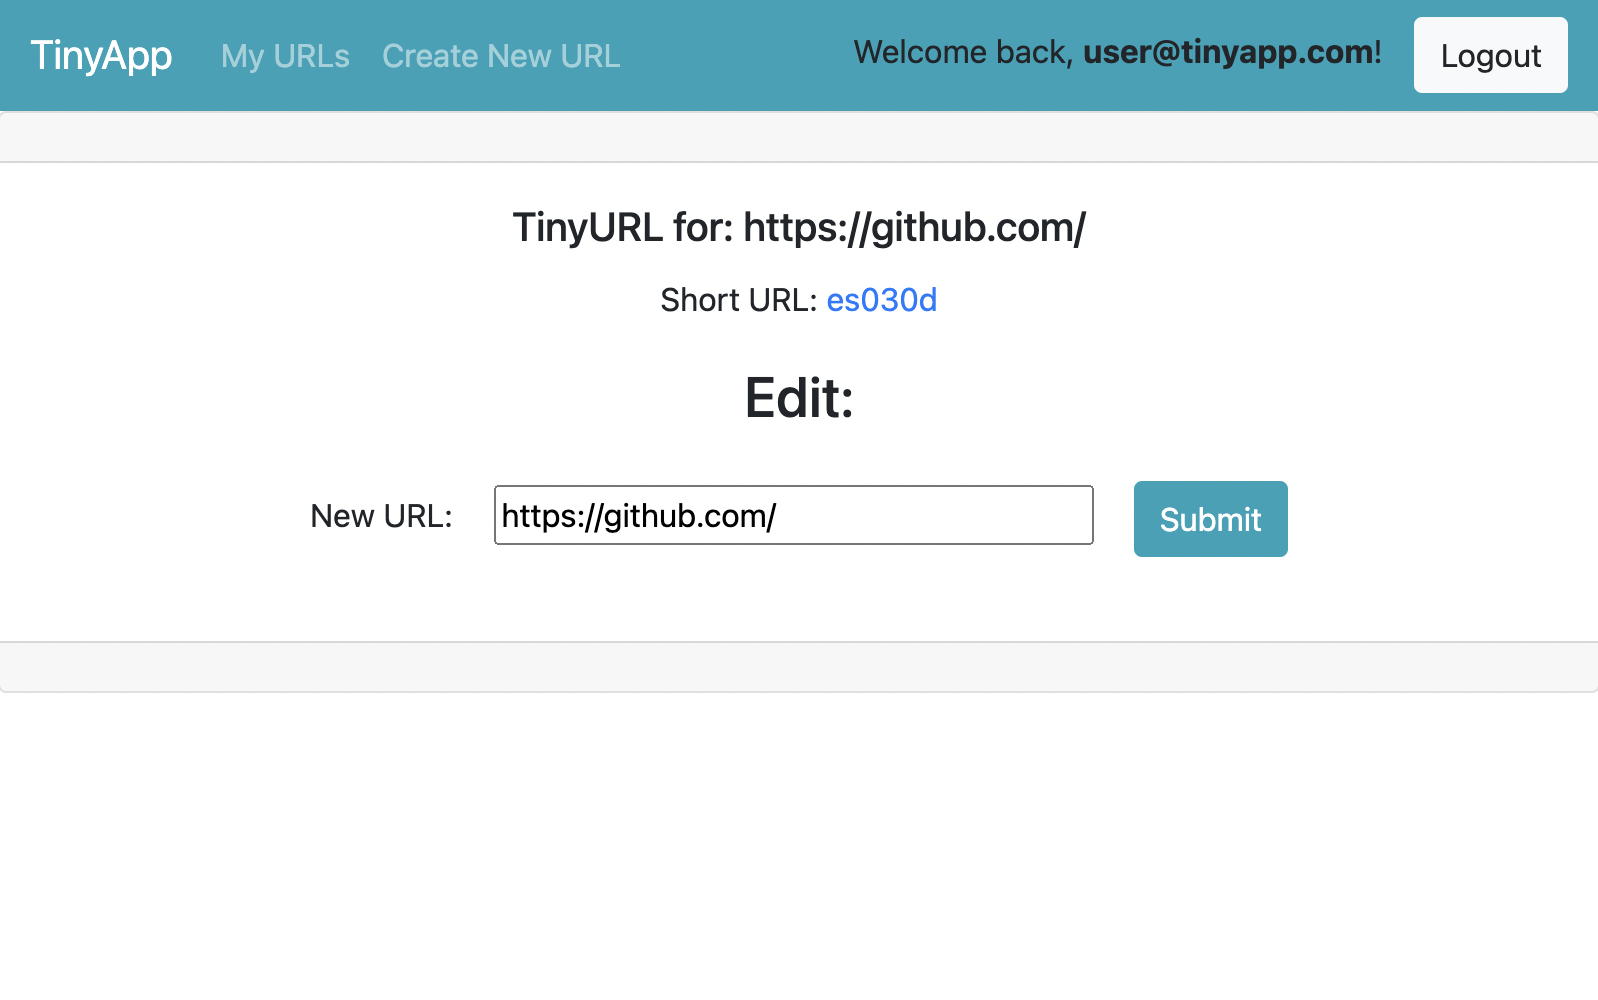 TinyApp My URLs Create New URL Welcome back, user@tinyapp.com! Logout
TinyURL for: https://github.com/
Short URL: es030d
Edit:
New URL: https://github.com/ Submit